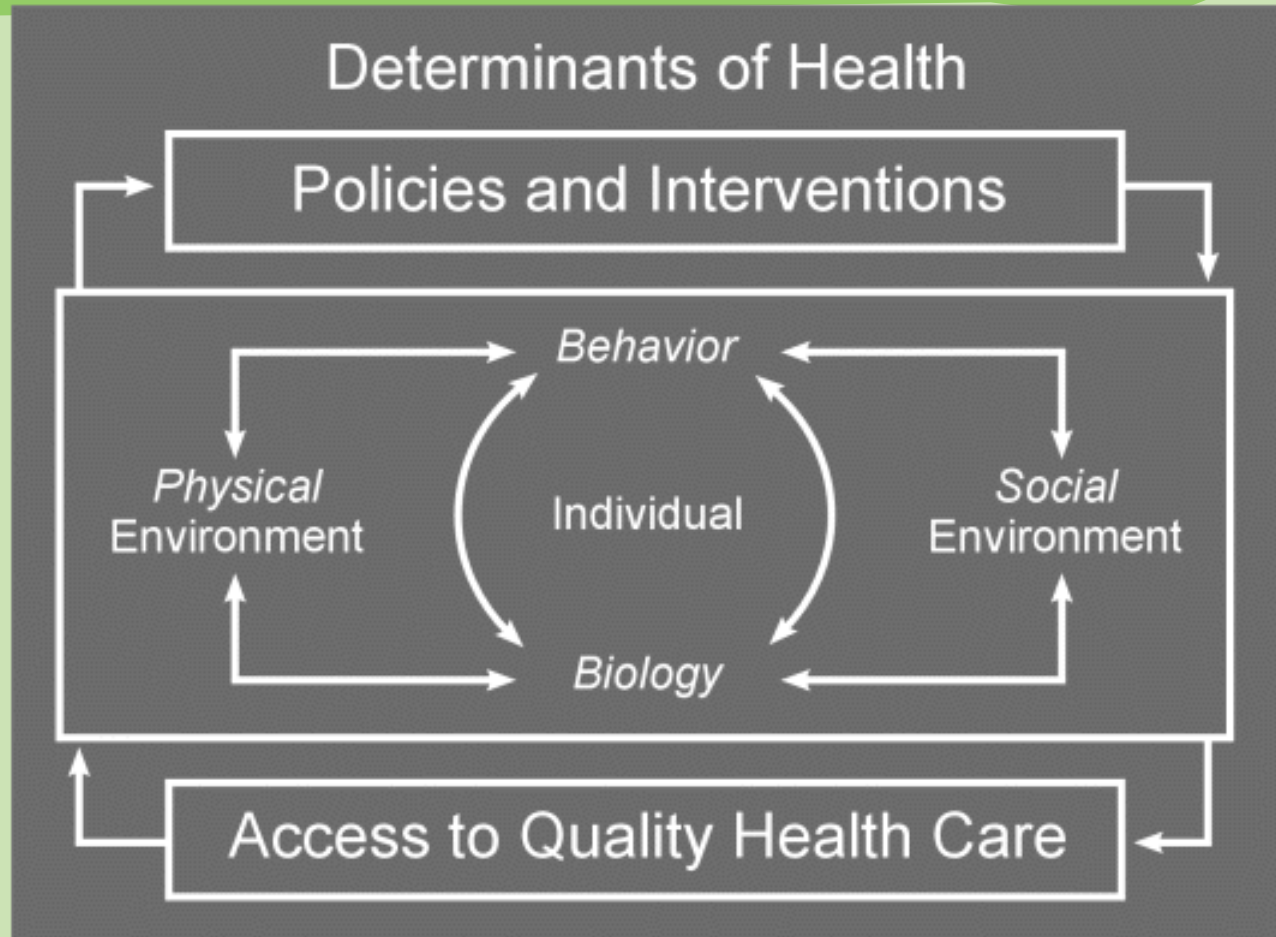 Determinants of Health
Policies and Interventions
Behavior
Physical
Environment
Individual
Social
Environment
Biology
Access to Quality Health Care